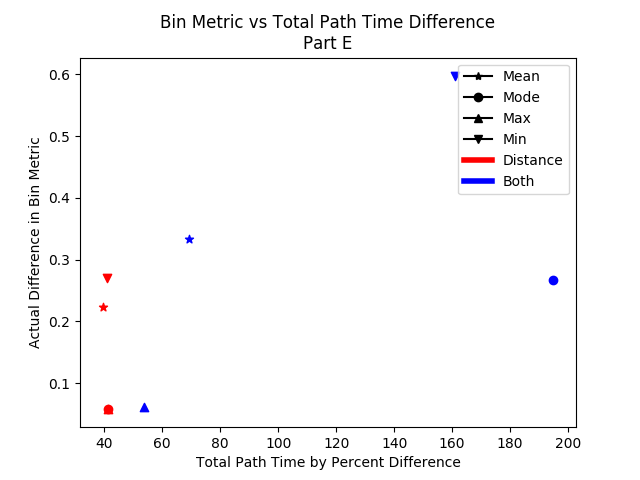 Bin Metric vs Total Path Time Difference
Part E
Actual Difference in Bin Metric
0.6
0.5
0.4
0.3
0.2
0.1
Mean
Mode
Max
Min
Distance
Both
40 60 80 100 120 140 160 180 200
Total Path Time by Percent Difference